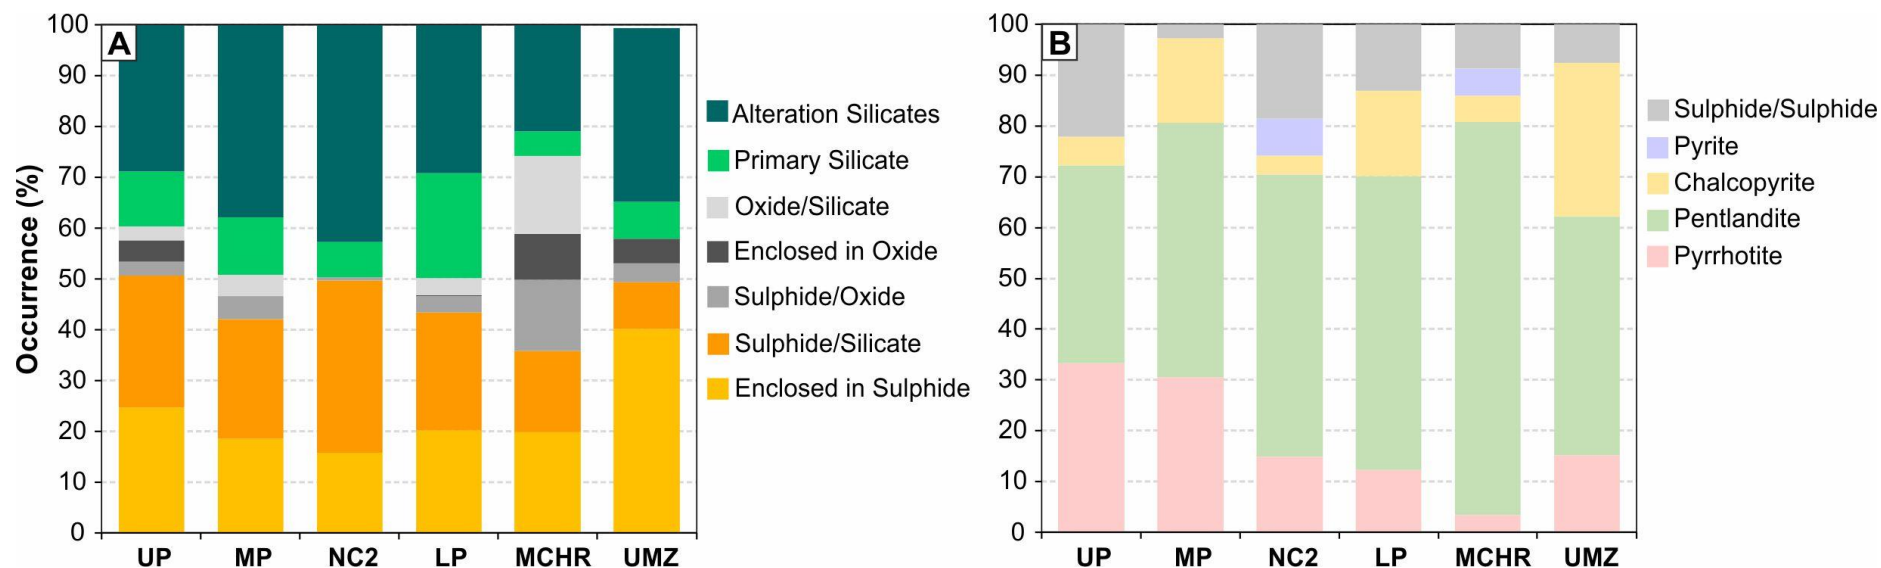 A
Occurrence (%)
100
90
80
70
60
50
40
30
20
10
0
UP MP NC2 LP MCHR UMZ
Alteration Silicates
Primary Silicate
Oxide/Silicate
Enclosed in Oxide
Sulphide/Oxide
Sulphide/Silicate
Enclosed in Sulphide
B
100
90
80
70
60
50
40
30
20
10
0
UP MP NC2 LP MCHR UMZ
Sulphide/Sulphide
Pyrite
Chalcopyrite
Pentlandite
Pyrrhotite